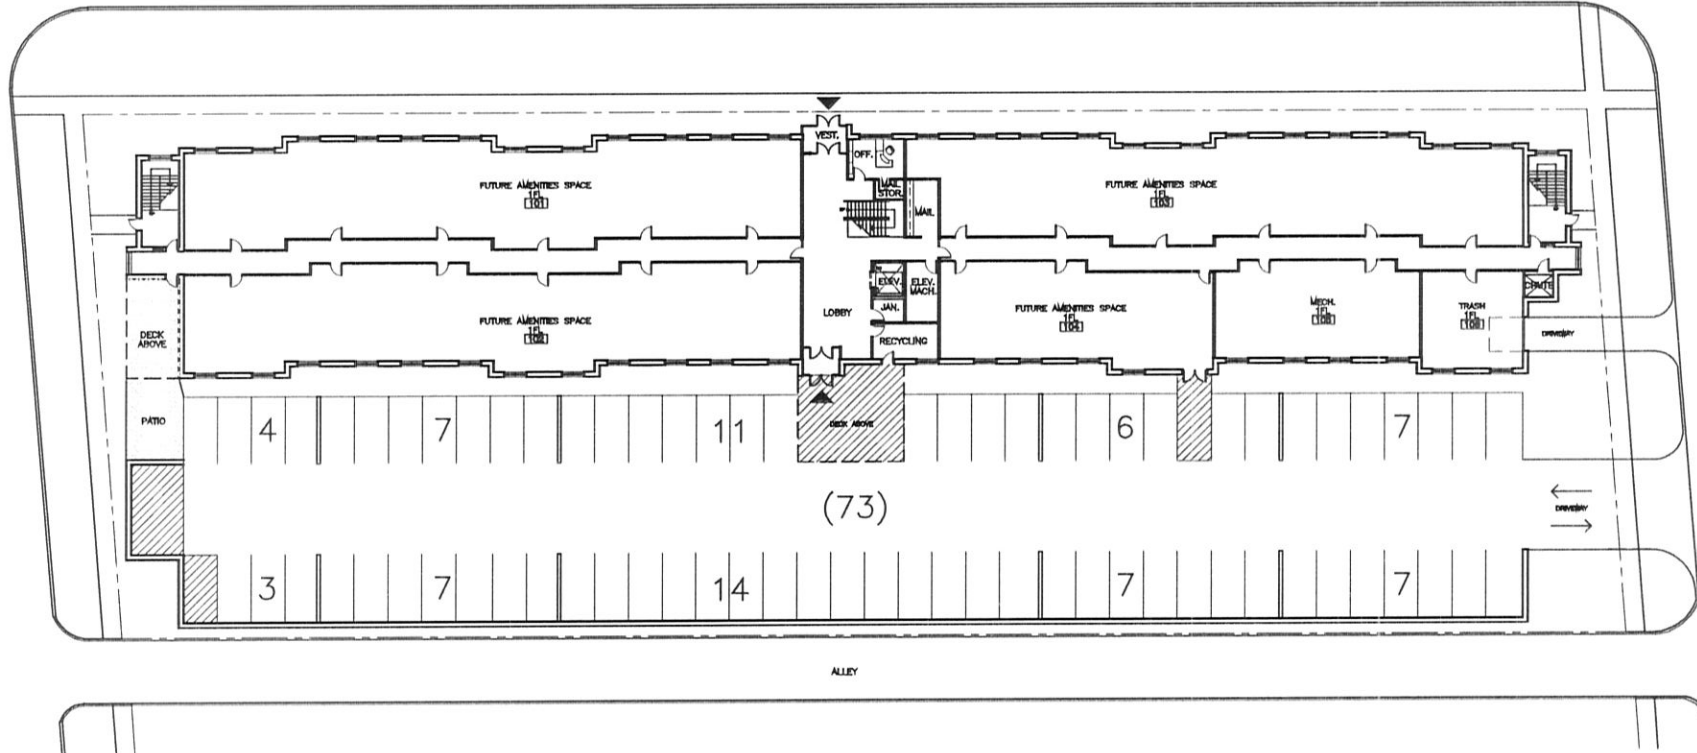 VEST.
OFF.
MAIL
STOR.
MAIL
FUTURE AMENITIES SPACE
1FL
101
FUTURE AMENITIES SPACE
1FL
103
ELEV.
ELEV.
MACH.
JAN.
LOBBY
RECYCLING
FUTURE AMENITIES SPACE
1FL
102
FUTURE AMENITIES SPACE
1FL
104
MECH.
1FL
TRASH
1FL
CHUTE
DRIVEWAY
DECK
ABOVE
PATIO
DECK ABOVE
4
7
11
6
7
(73)
DRIVEWAY
3
7
14
7
7
ALLEY